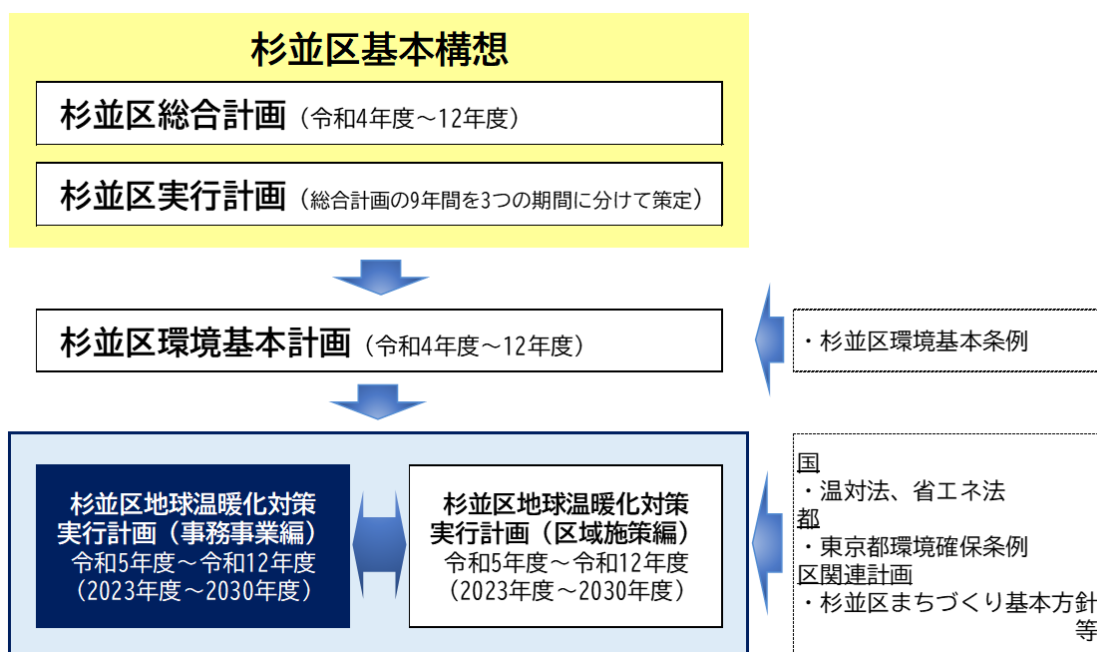 杉並区基本構想
杉並区総合計画（令和4年度～12年度）
杉並区実行計画（総合計画の9年間を3つの期間に分けて策定）
杉並区環境基本計画（令和4年度～12年度）
・杉並区環境基本条例
杉並区地球温暖化対策
実行計画（事務事業編）
令和5年度～令和12年度
（2023年度～2030年度）
杉並区地球温暖化対策
実行計画（区域施策編）
令和5年度～令和12年度
（2023年度～2030年度）
国
・温対法、省エネ法
都
・東京都環境確保条例
区関連計画
・杉並区まちづくり基本方針
等